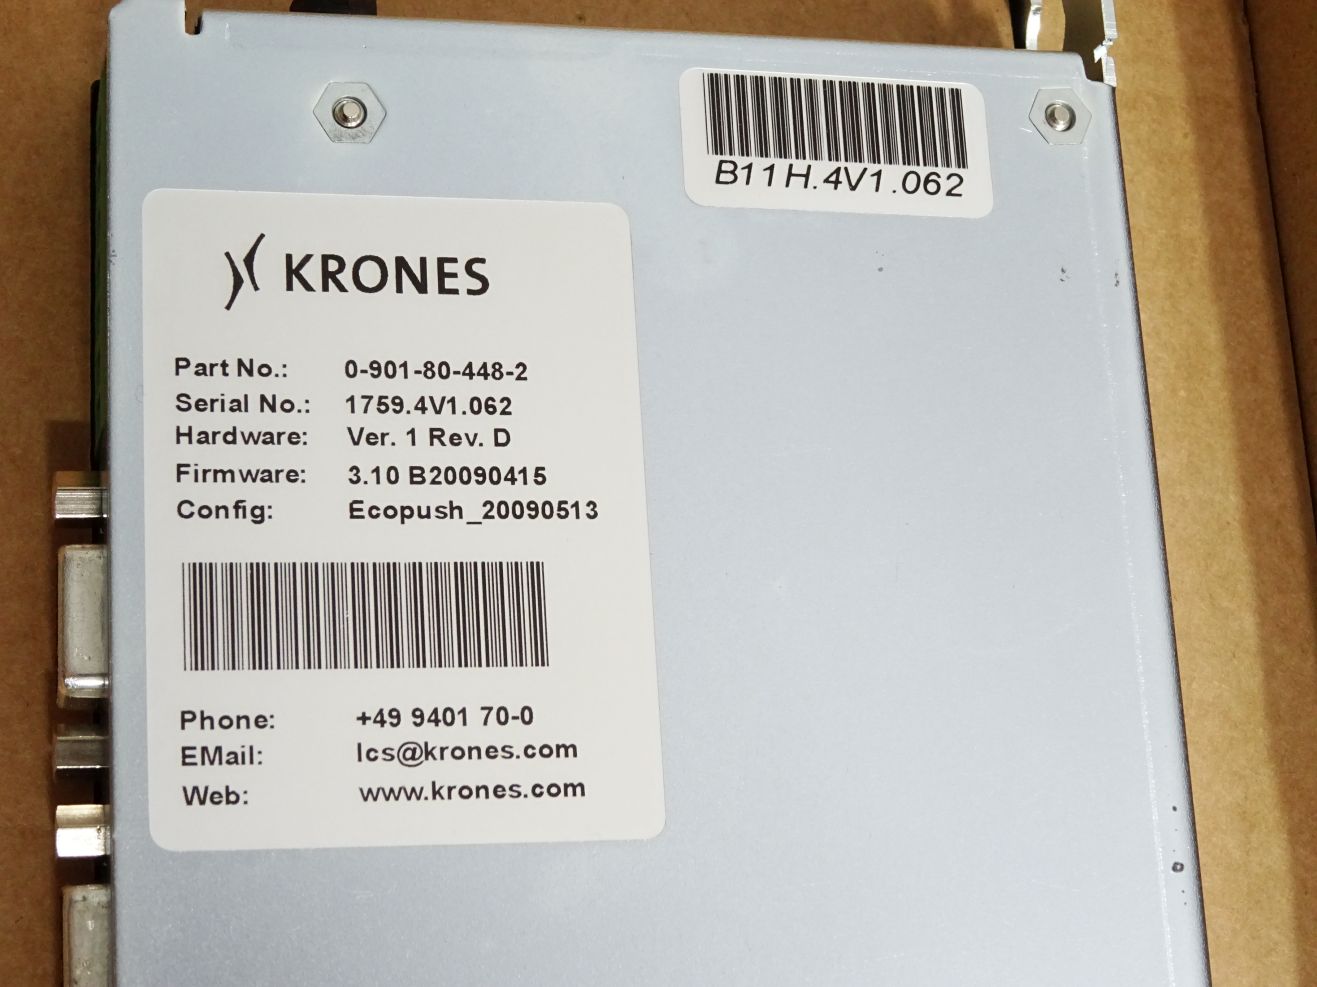 B11H.4V1.062
KRONES
Part No.: 0-901-80-448-2
Serial No.: 1759.4V1.062
Hardware: Ver. 1 Rev. D
Firmware: 3.10 B20090415
Config: Ecopush_20090513
Phone: +49 9401 70-0
EMail: lcs@krones.com
Web: www.krones.com